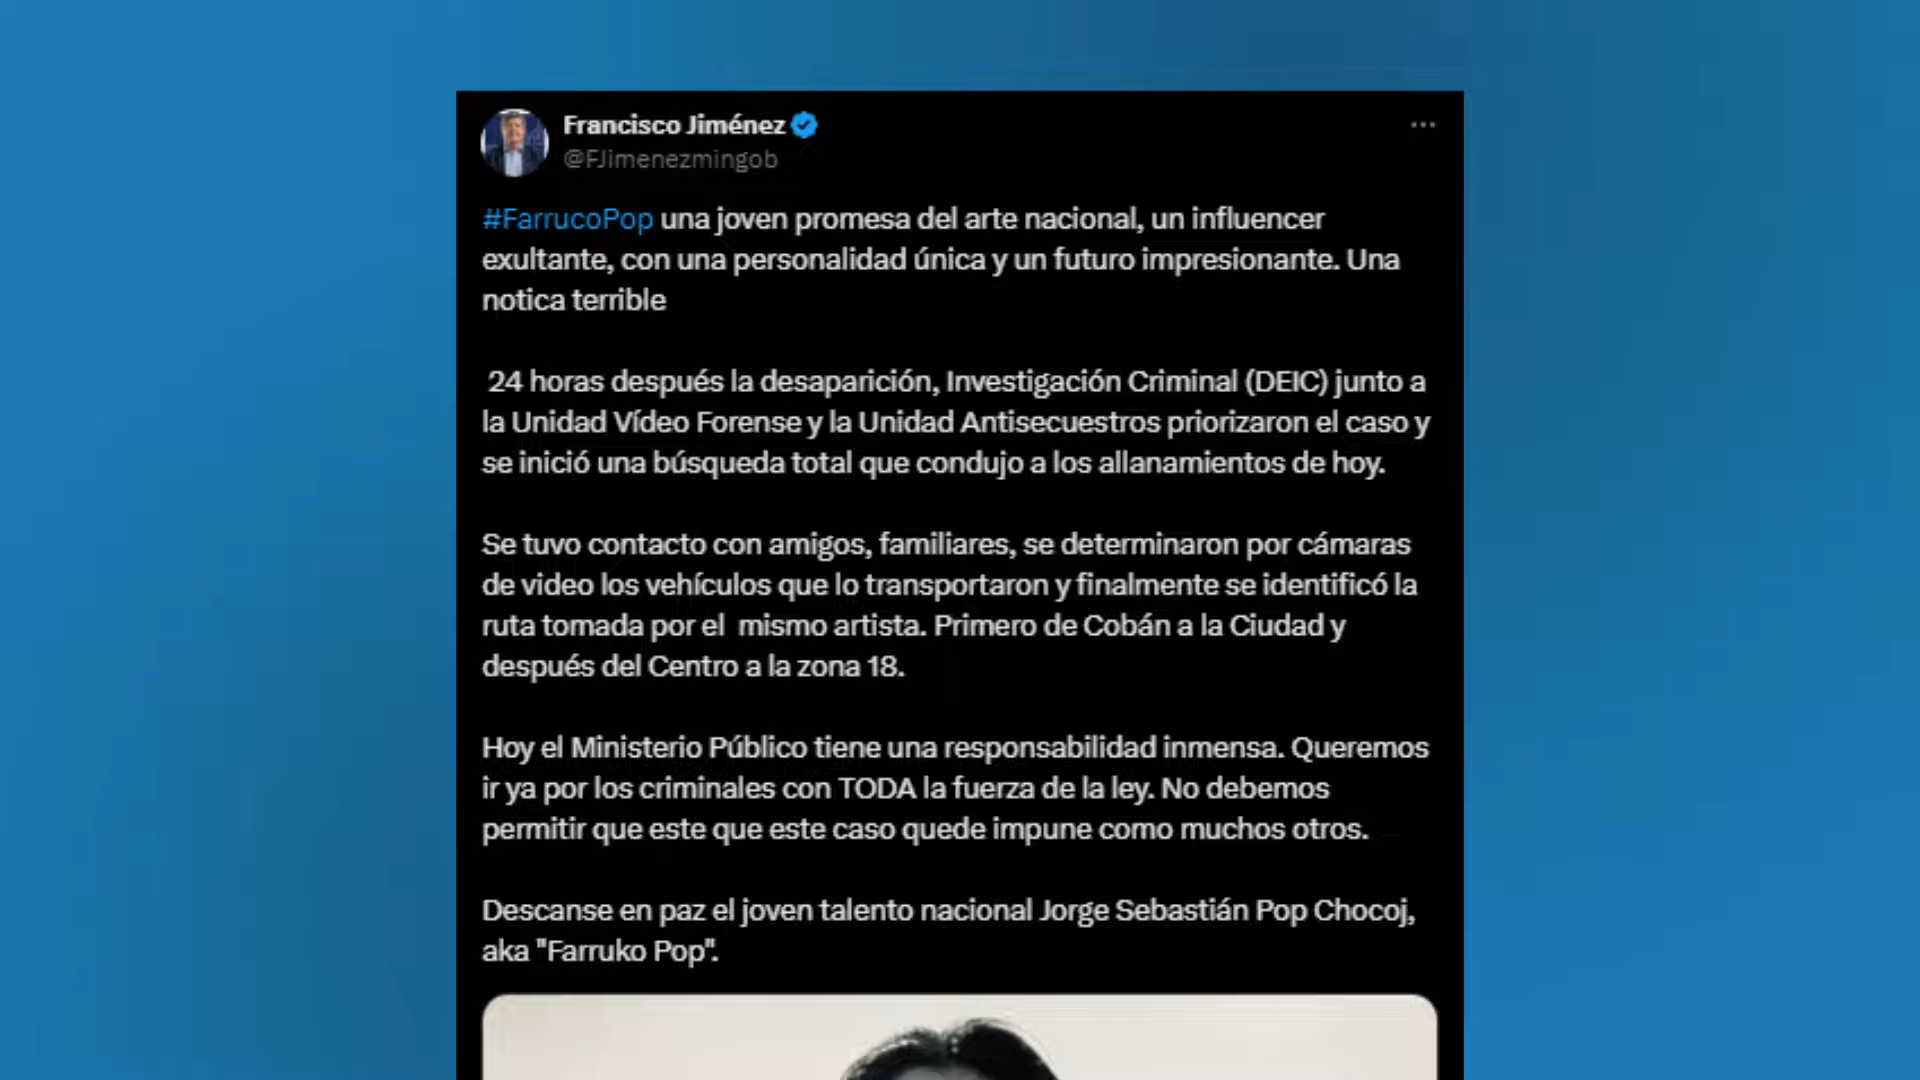 Francisco Jiménez
@FJimenezmingob
#FarrucoPop una joven promesa del arte nacional, un influencer
exultante, con una personalidad única y un futuro impresionante. Una
notica terrible
24 horas después la desaparición, Investigación Criminal (DEIC) junto a
la Unidad Vídeo Forense y la Unidad Antisecuestros priorizaron el caso y
se inició una búsqueda total que condujo a los allanamientos de hoy.
Se tuvo contacto con amigos, familiares, se determinaron por cámaras
de video los vehículos que lo transportaron y finalmente se identificó la
ruta tomada por el  mismo artista. Primero de Cobán a la Ciudad y
después del Centro a la zona 18.
Hoy el Ministerio Público tiene una responsabilidad inmensa. Queremos
ir ya por los criminales con TODA la fuerza de la ley. No debemos
permitir que este que este caso quede impune como muchos otros.
Descanse en paz el joven talento nacional Jorge Sebastián Pop Chocoj,
aka "Farruko Pop".